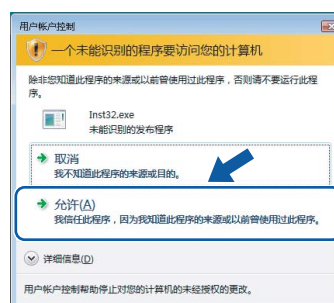 用户帐户控制
一个未能识别的程序要访问您的计算机
除非您知道此程序的来源或以前曾使用过此程序，否则请不要运行此程
序。
Inst32.exe
未能识别的发布程序
取消
我不知道此程序的来源或目的。
允许(A)
我信任此程序，因为我知道此程序的来源或以前曾使用过此程序。
详细信息(D)
用户帐户控制帮助停止对您的计算机的未经授权的更改。